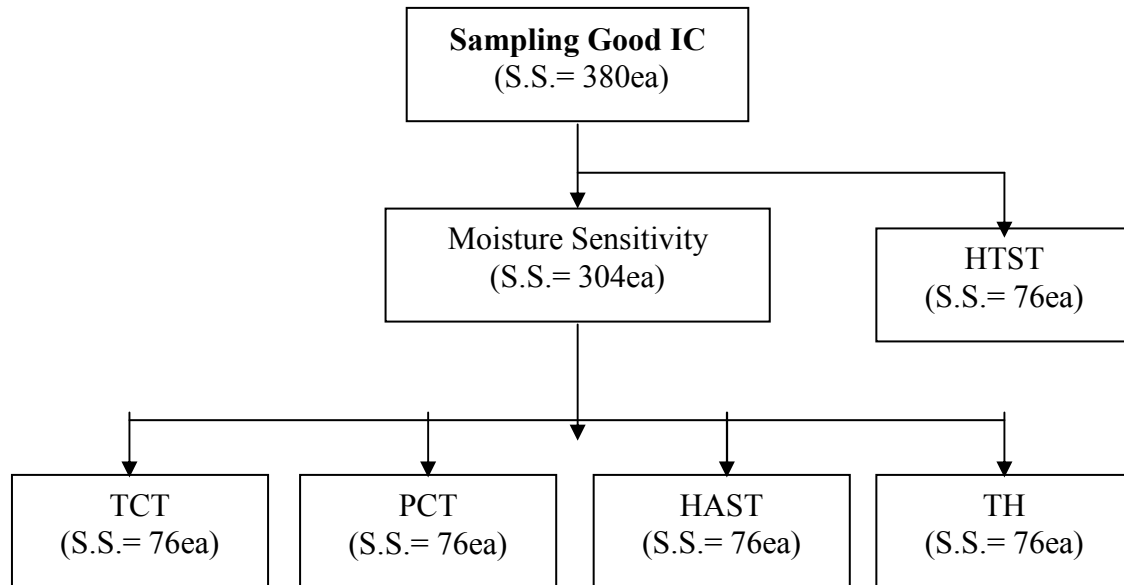 Sampling Good IC
(S.S.= 380ea)
Moisture Sensitivity
(S.S.= 304ea)
HTST
(S.S.= 76ea)
TCT
(S.S.= 76ea)
PCT
(S.S.= 76ea)
HAST
(S.S.= 76ea)
TH
(S.S.= 76ea)